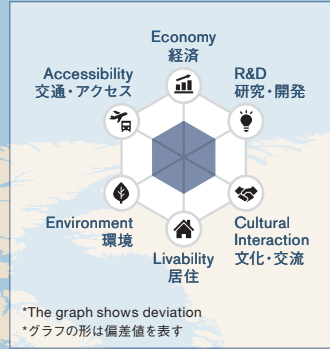 Economy
経済
Accessibility
交通・アクセス
R&D
研究・開発
Environment
環境
Livability
居住
Cultural
Interaction
文化・交流
*The graph shows deviation
*グラフの形は偏差値を表す